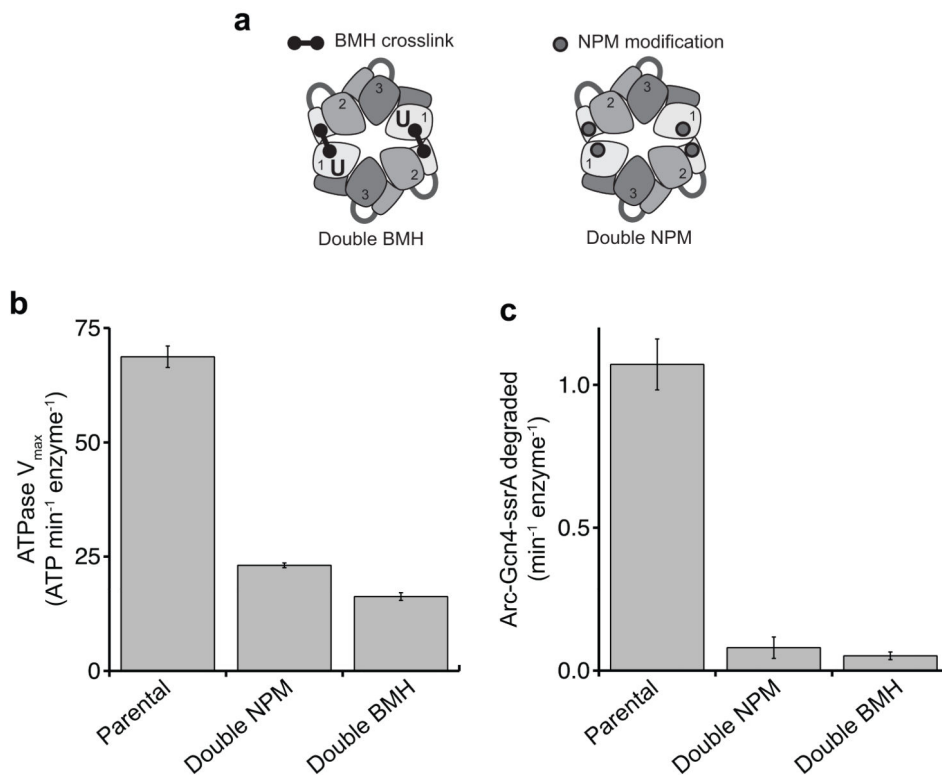 a
BMH crosslink
NPM modification
3
2
U 1
1 U
2
3
Double BMH
3
2
1
1
2
3
Double NPM
b
75
50
25
0
ATPase Vmax
(ATP min-1 enzyme-1)
Parental
Double NPM
Double BMH
c
1.0
0.5
0.0
Arc-Gcn4-ssrA degraded
(min-1 enzyme-1)
Parental
Double NPM
Double BMH